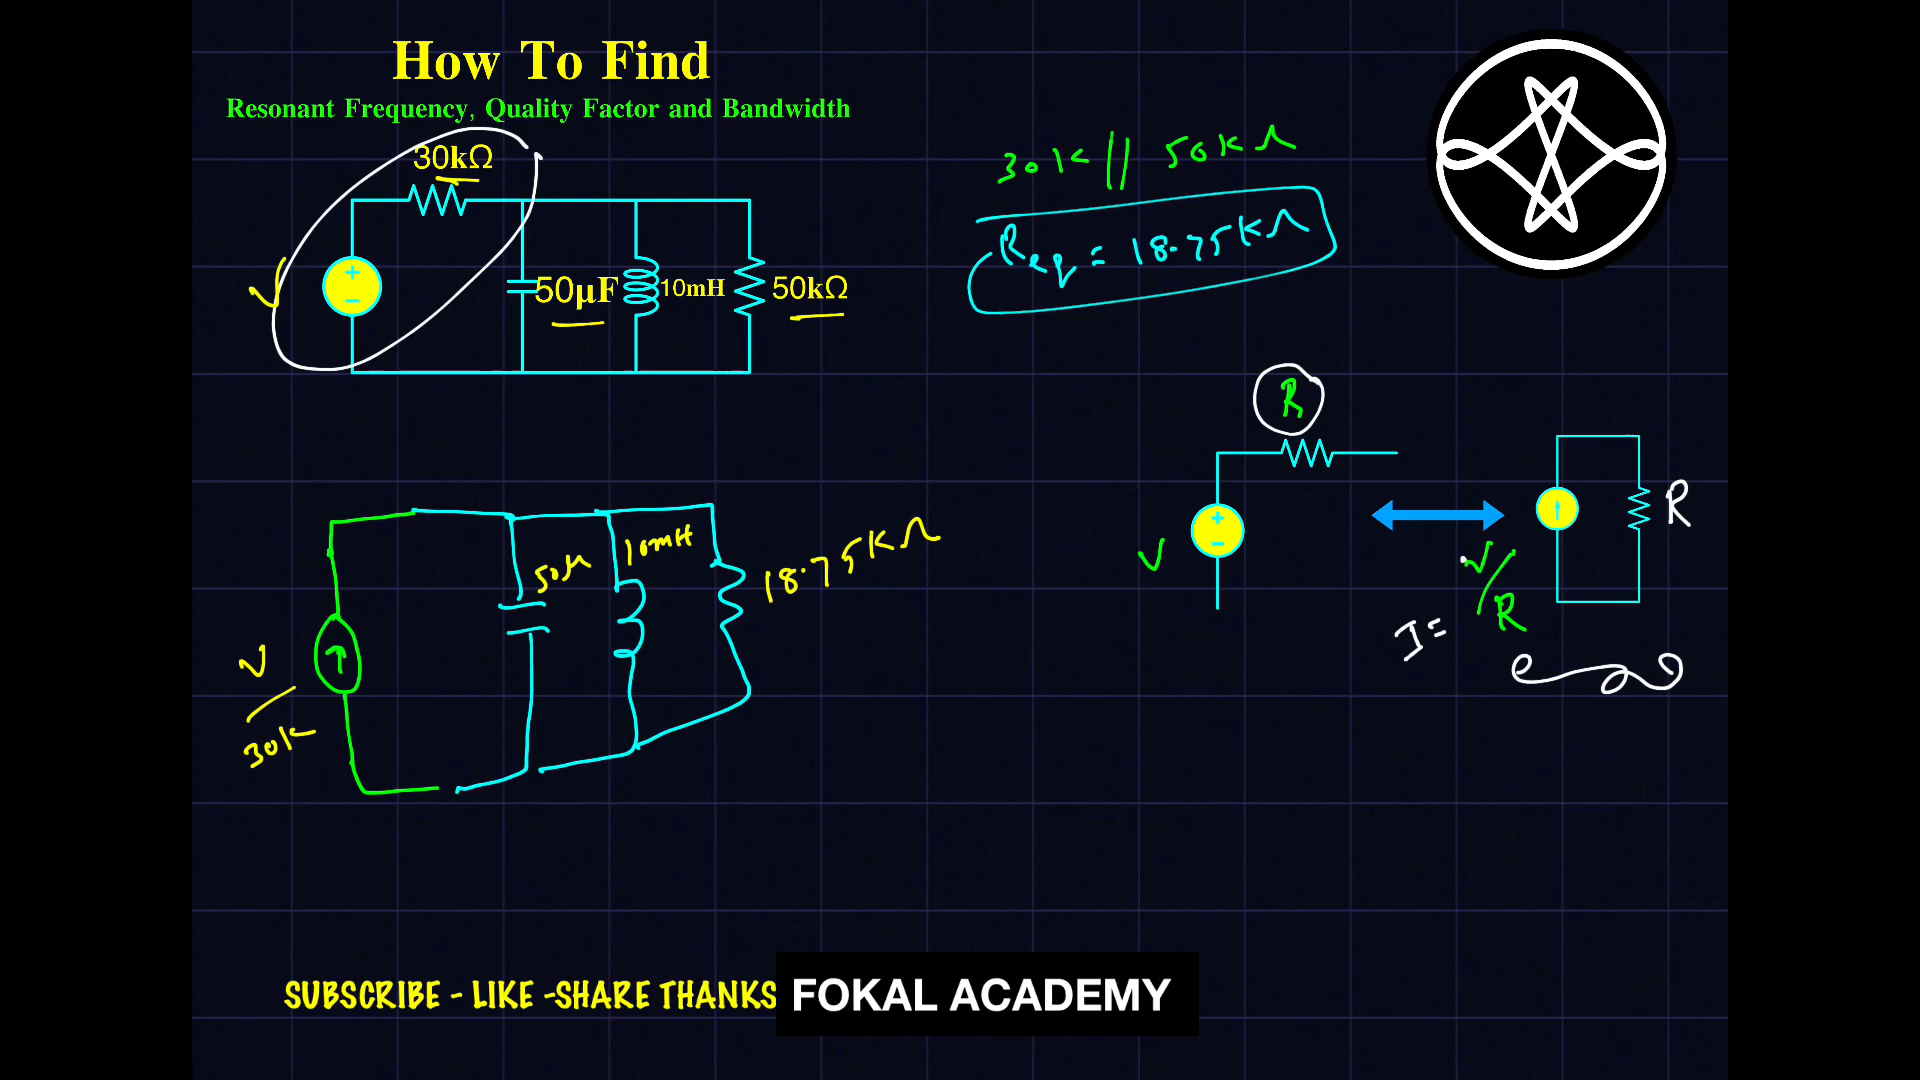 How To Find
Resonant Frequency, Quality Factor and Bandwidth
30kΩ
+
−
50μF
10mH
50kΩ
V
30K || 50KΩ
Req = 18.75KΩ
R
+
−
V
R
I = V/R
50μ
10mH
18.75KΩ
V/30K
SUBSCRIBE - LIKE -SHARE THANKS
FOKAL ACADEMY